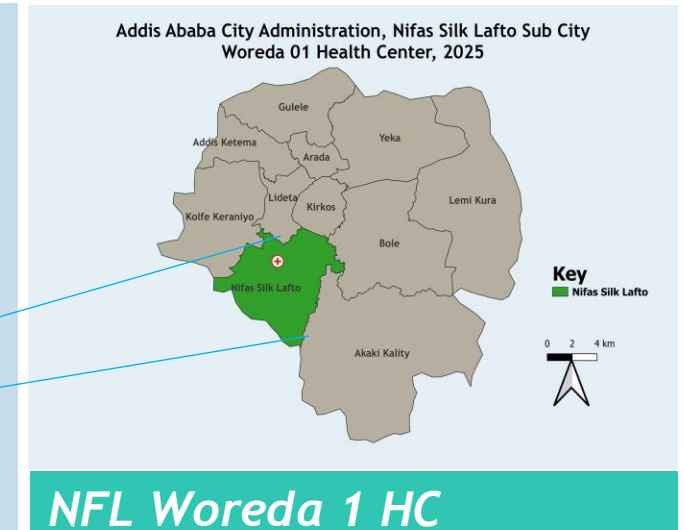 Addis Ababa City Administration, Nifas Silk Lafto Sub City
Woreda 01 Health Center, 2025
Gulele
Yeka
Addis Ketema
Arada
Lideta
Kirkos
Lemi Kura
Kolfe Keraniyo
Bole
Key
Nifas Silk Lafto
Nifas Silk Lafto
0 2 4 km
Akaki Kality
NFL Woreda 1 HC